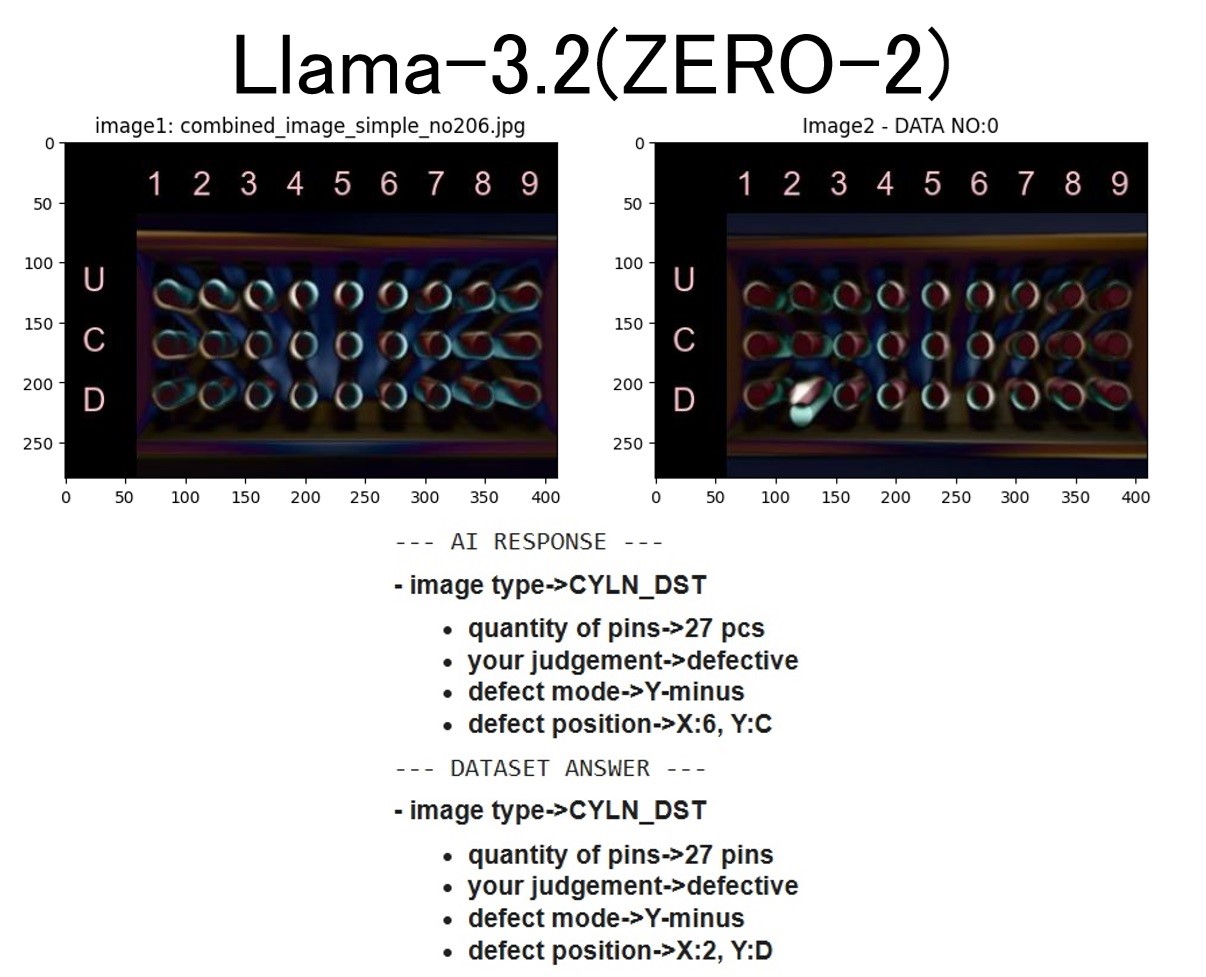 Llama-3.2(ZERO-2)
image1: combined_image_simple_no206.jpg
Image2 - DATA NO:0
0
50
100
150
200
250
1 2 3 4 5 6 7 8 9
U
C
D
0 50 100 150 200 250 300 350 400
0
50
100
150
200
250
1 2 3 4 5 6 7 8 9
U
C
D
0 50 100 150 200 250 300 350 400
--- AI RESPONSE ---
- image type->CYLN_DST
• quantity of pins->27 pcs
• your judgement->defective
• defect mode->Y-minus
• defect position->X:6, Y:C
--- DATASET ANSWER ---
- image type->CYLN_DST
• quantity of pins->27 pins
• your judgement->defective
• defect mode->Y-minus
• defect position->X:2, Y:D